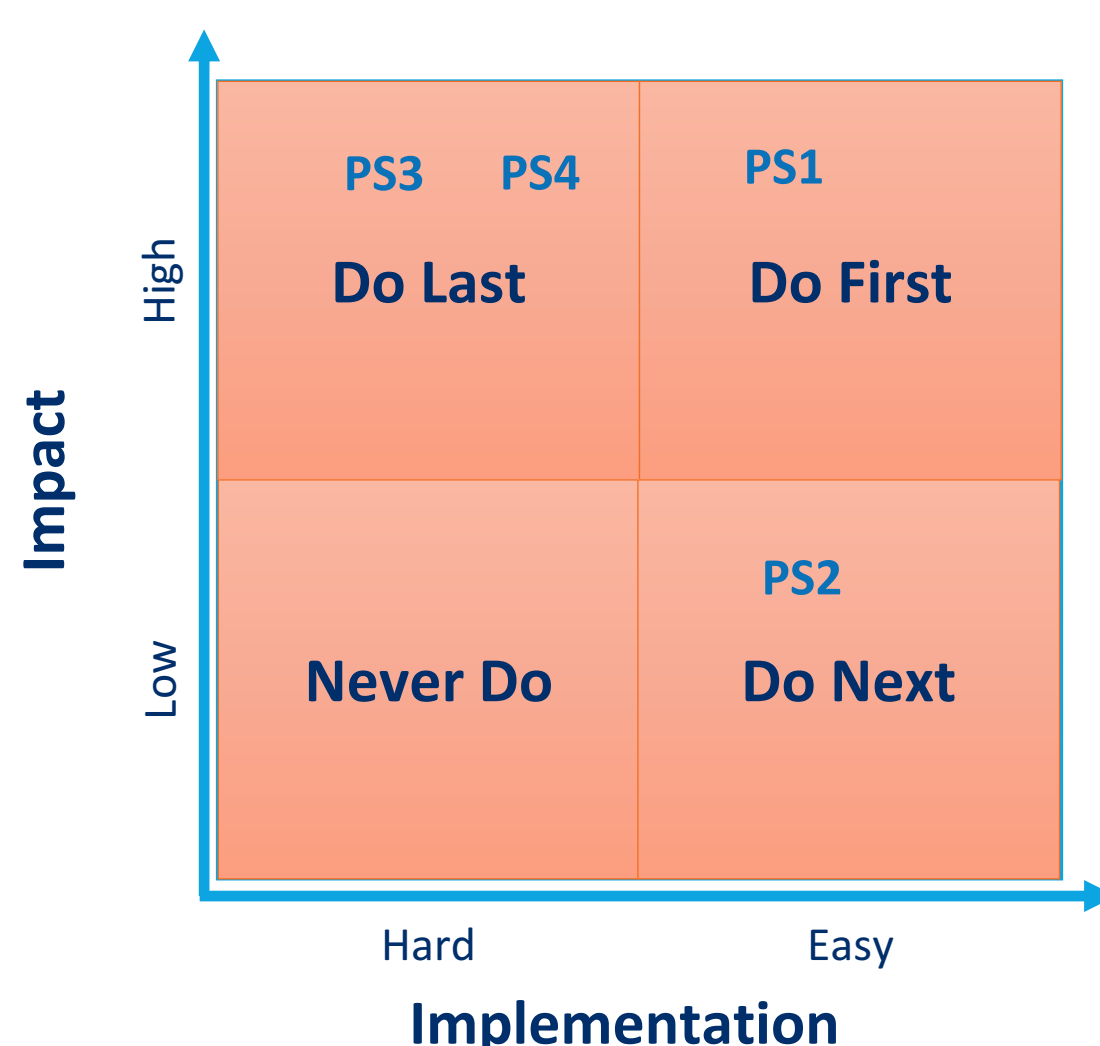 PS3
PS4
PS1
Do Last
Do First
High
Impact
PS2
Low
Never Do
Do Next
Hard
Easy
Implementation